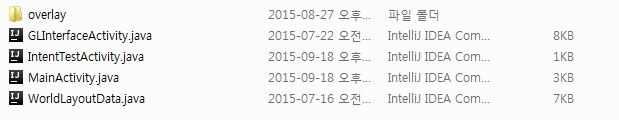 overlay 2015-08-27 오후... 파일 폴더
GLInterfaceActivity.java 2015-07-22 오전... IntelliJ IDEA Com... 8KB
IntentTestActivity.java 2015-09-18 오후... IntelliJ IDEA Com... 1KB
MainActivity.java 2015-09-18 오후... IntelliJ IDEA Com... 3KB
WorldLayoutData.java 2015-07-16 오전... IntelliJ IDEA Com... 7KB